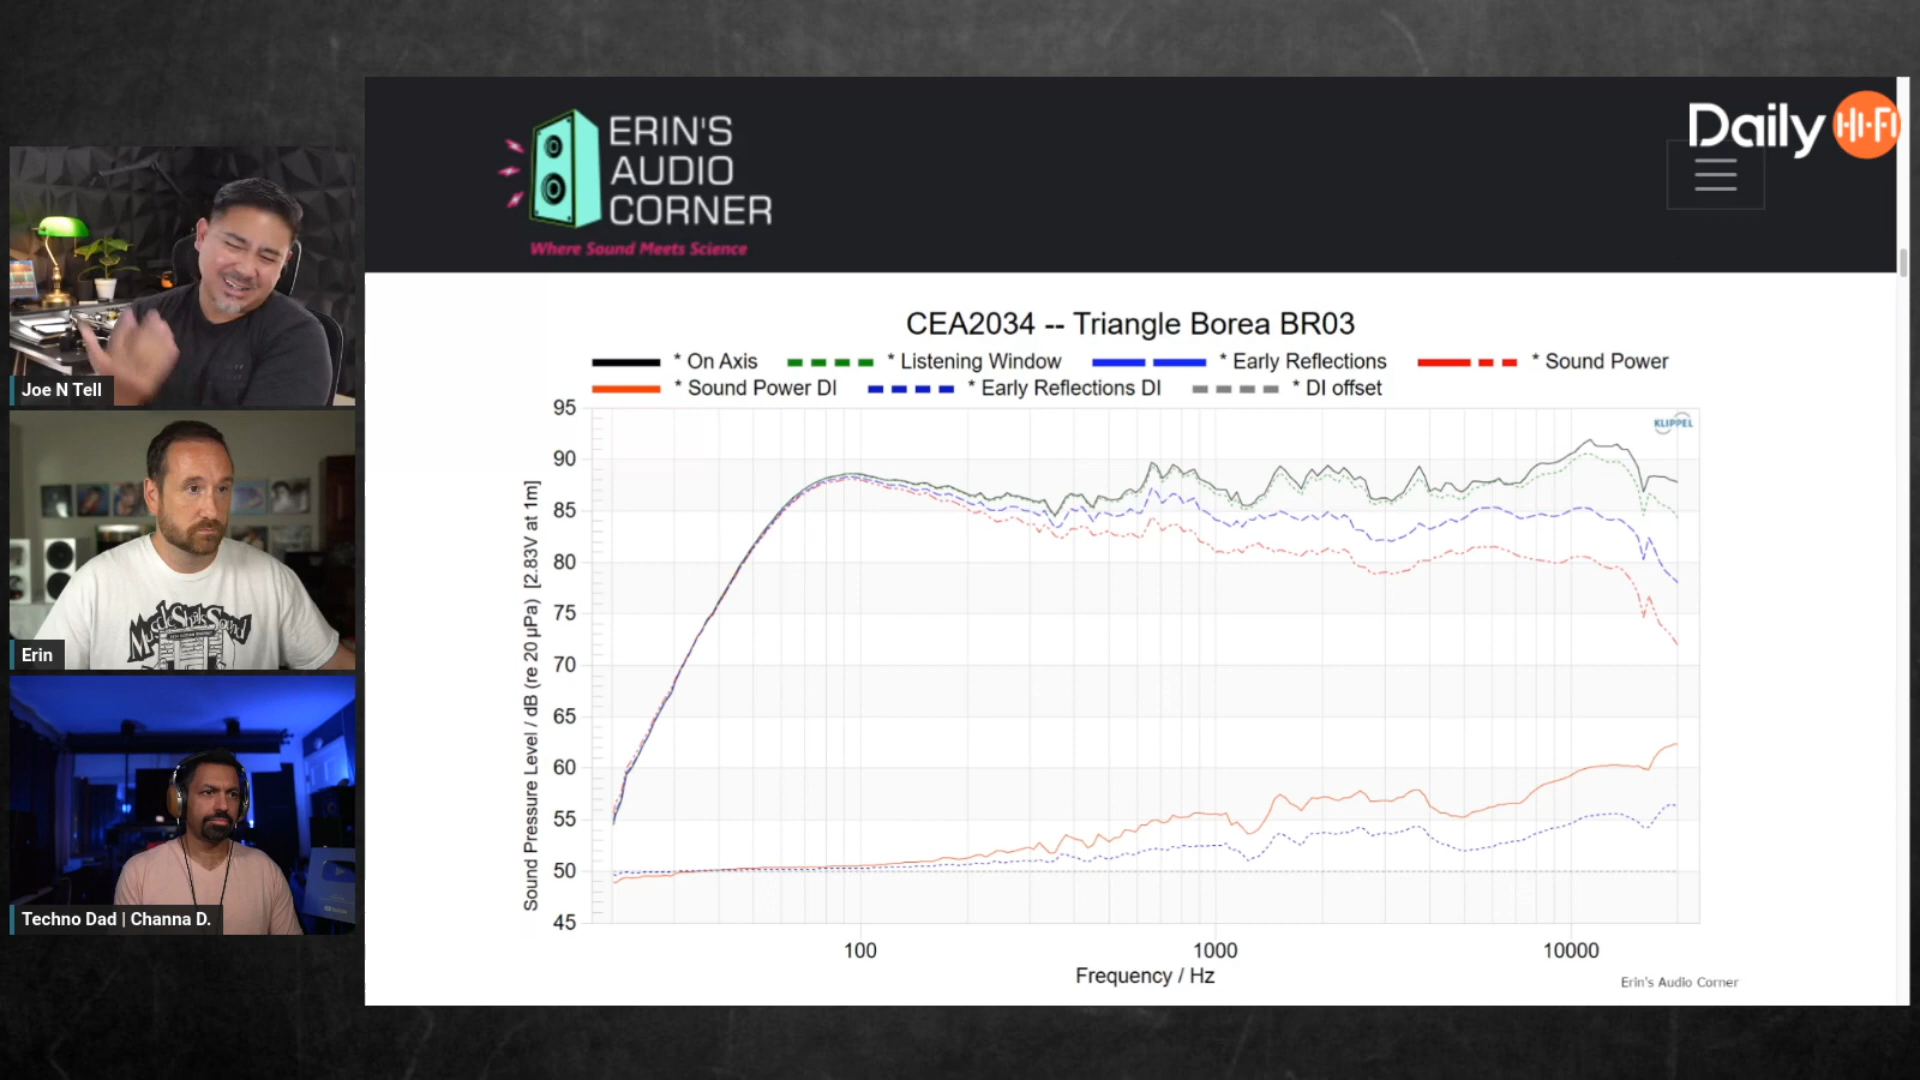 Daily HI-FI
ERIN'S
AUDIO
CORNER
Where Sound Meets Science
Joe N Tell
Erin
Techno Dad | Channa D.
CEA2034 -- Triangle Borea BR03
* On Axis * Listening Window * Early Reflections * Sound Power
* Sound Power DI * Early Reflections DI * DI offset
KLIPPEL
Sound Pressure Level / dB (re 20 µPa) [2.83V at 1m]
95
90
85
80
75
70
65
60
55
50
45
100 1000 10000
Frequency / Hz
Erin's Audio Corner